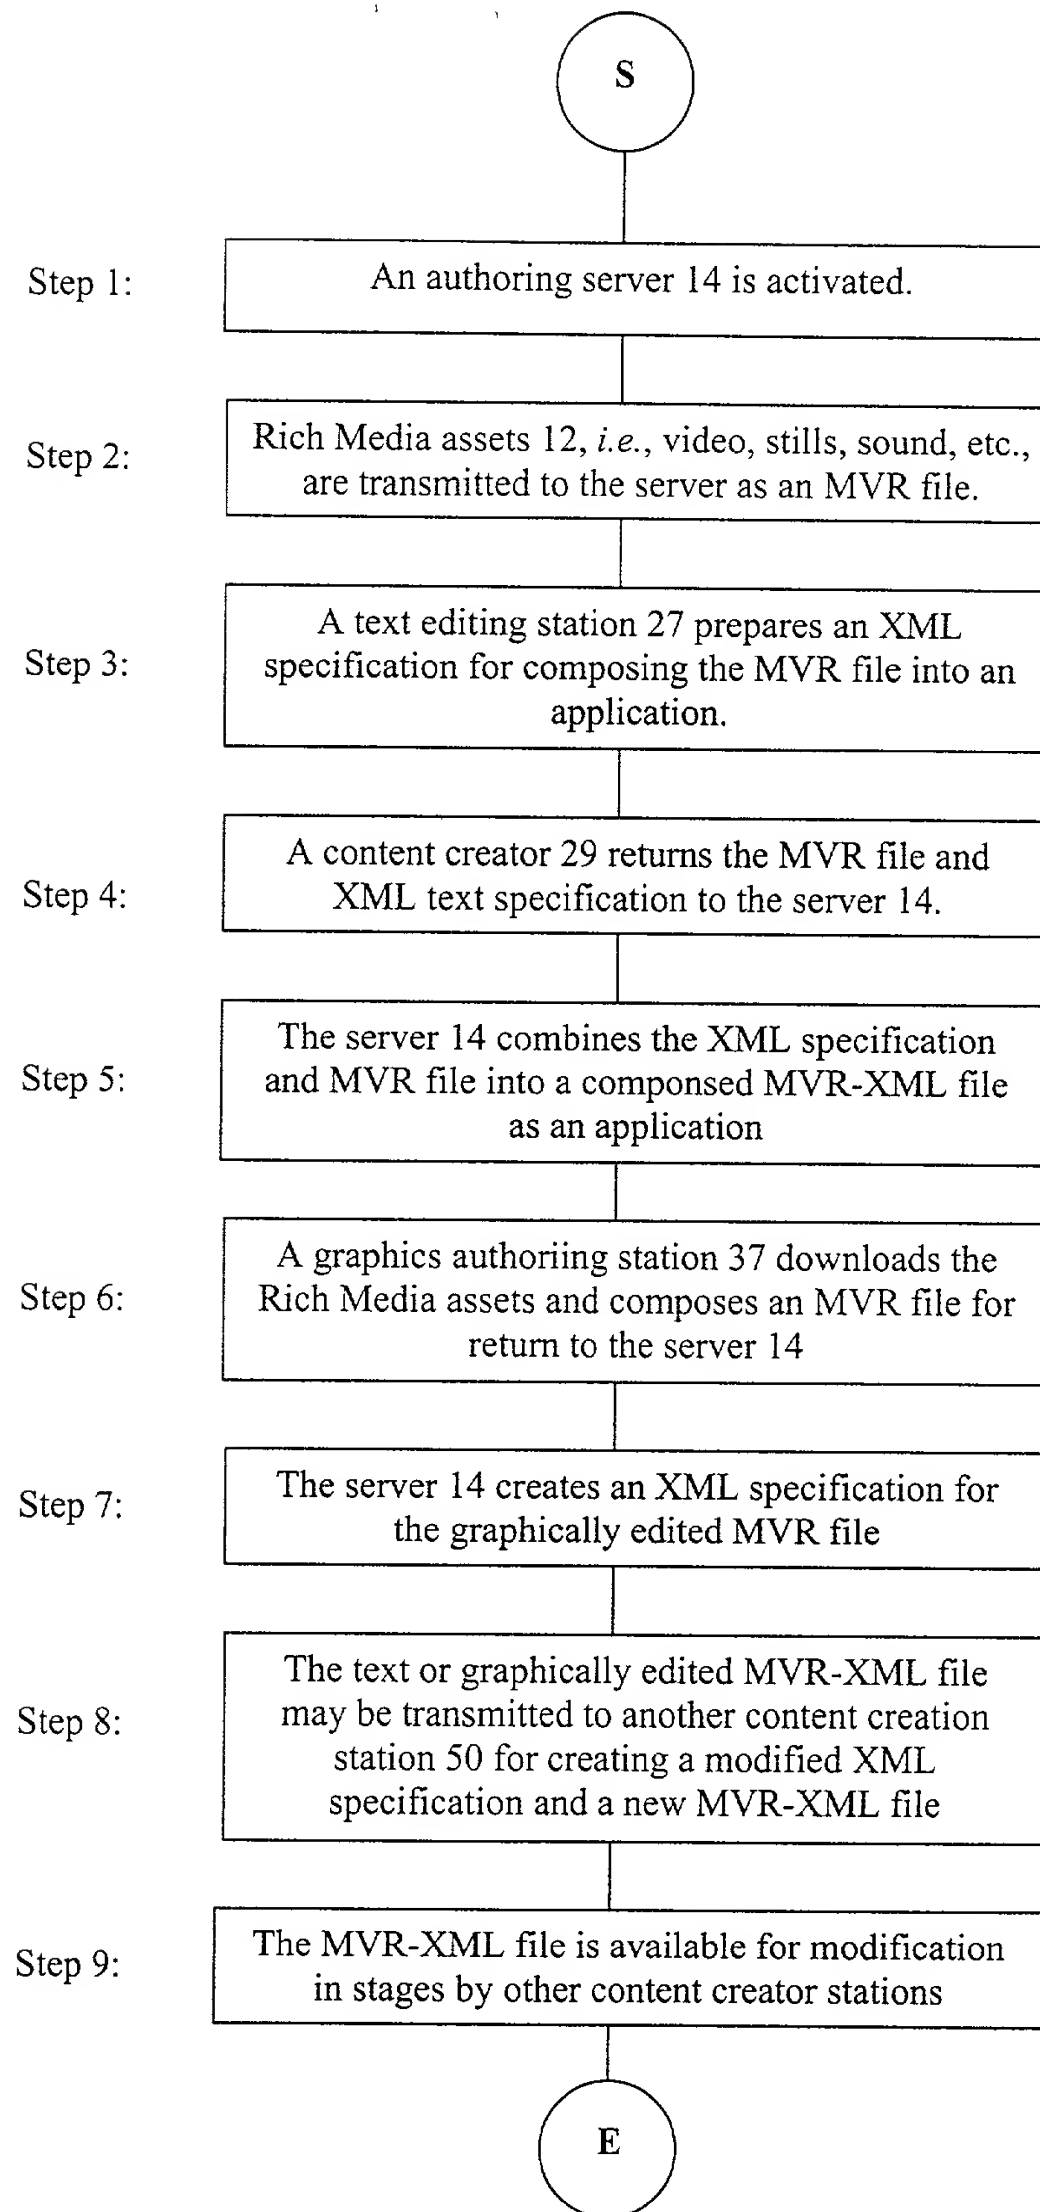 S
Step 1:
An authoring server 14 is activated.
Step 2:
Rich Media assets 12, i.e., video, stills, sound, etc.,
are transmitted to the server as an MVR file.
Step 3:
A text editing station 27 prepares an XML
specification for composing the MVR file into an
application.
Step 4:
A content creator 29 returns the MVR file and
XML text specification to the server 14.
Step 5:
The server 14 combines the XML specification
and MVR file into a componsed MVR-XML file
as an application
Step 6:
A graphics authoriing station 37 downloads the
Rich Media assets and composes an MVR file for
return to the server 14
Step 7:
The server 14 creates an XML specification for
the graphically edited MVR file
Step 8:
The text or graphically edited MVR-XML file
may be transmitted to another content creation
station 50 for creating a modified XML
specification and a new MVR-XML file
Step 9:
The MVR-XML file is available for modification
in stages by other content creator stations
E